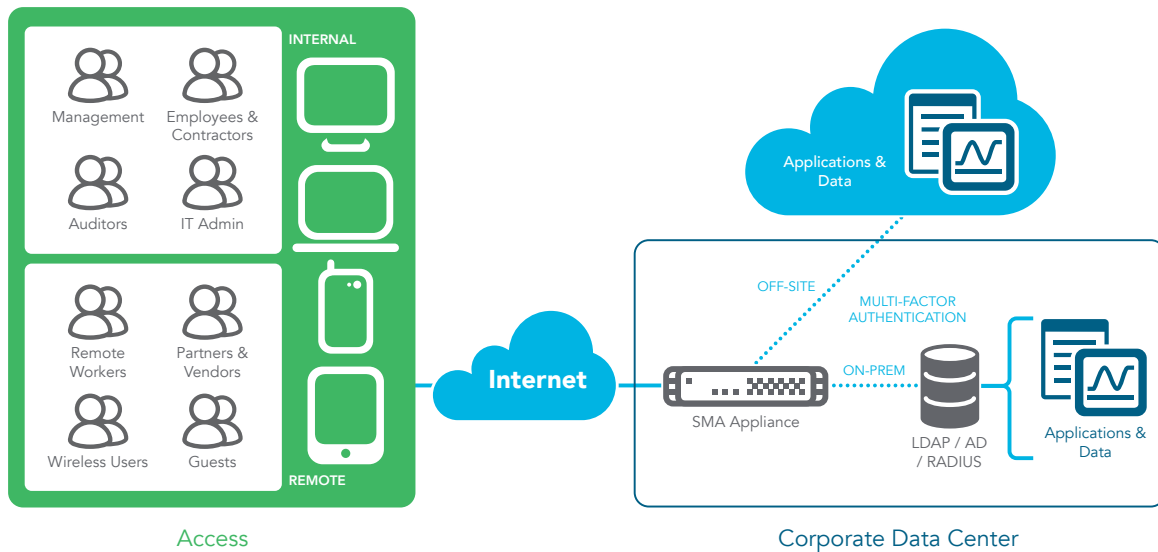 INTERNAL
Management
Employees &
Contractors
Auditors
IT Admin
Remote
Workers
Partners &
Vendors
Wireless Users
Guests
REMOTE
Access
Internet
Applications &
Data
OFF-SITE
MULTI-FACTOR
AUTHENTICATION
ON-PREM
SMA Appliance
LDAP / AD
/ RADIUS
Applications &
Data
Corporate Data Center